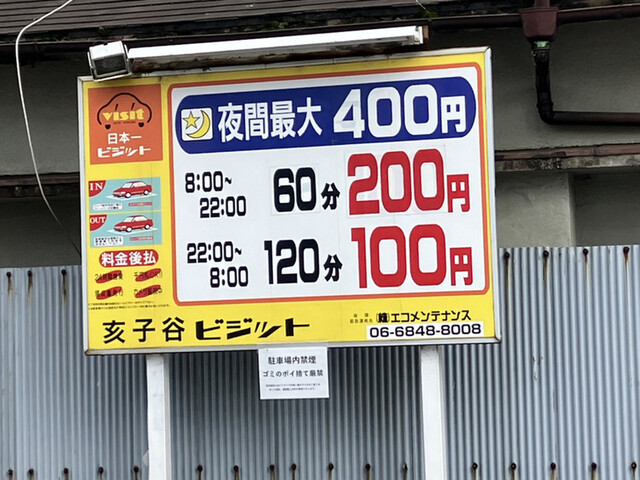 visit
日本一
ビジット
IN
OUT
料金後払
夜間最大 400円
8:00~
22:00
60分 200円
22:00~
8:00
120分 100円
亥子谷 ビジット
㈱エコメンテナンス
06-6848-8008
駐車場内禁煙
ゴミのポイ捨て厳禁